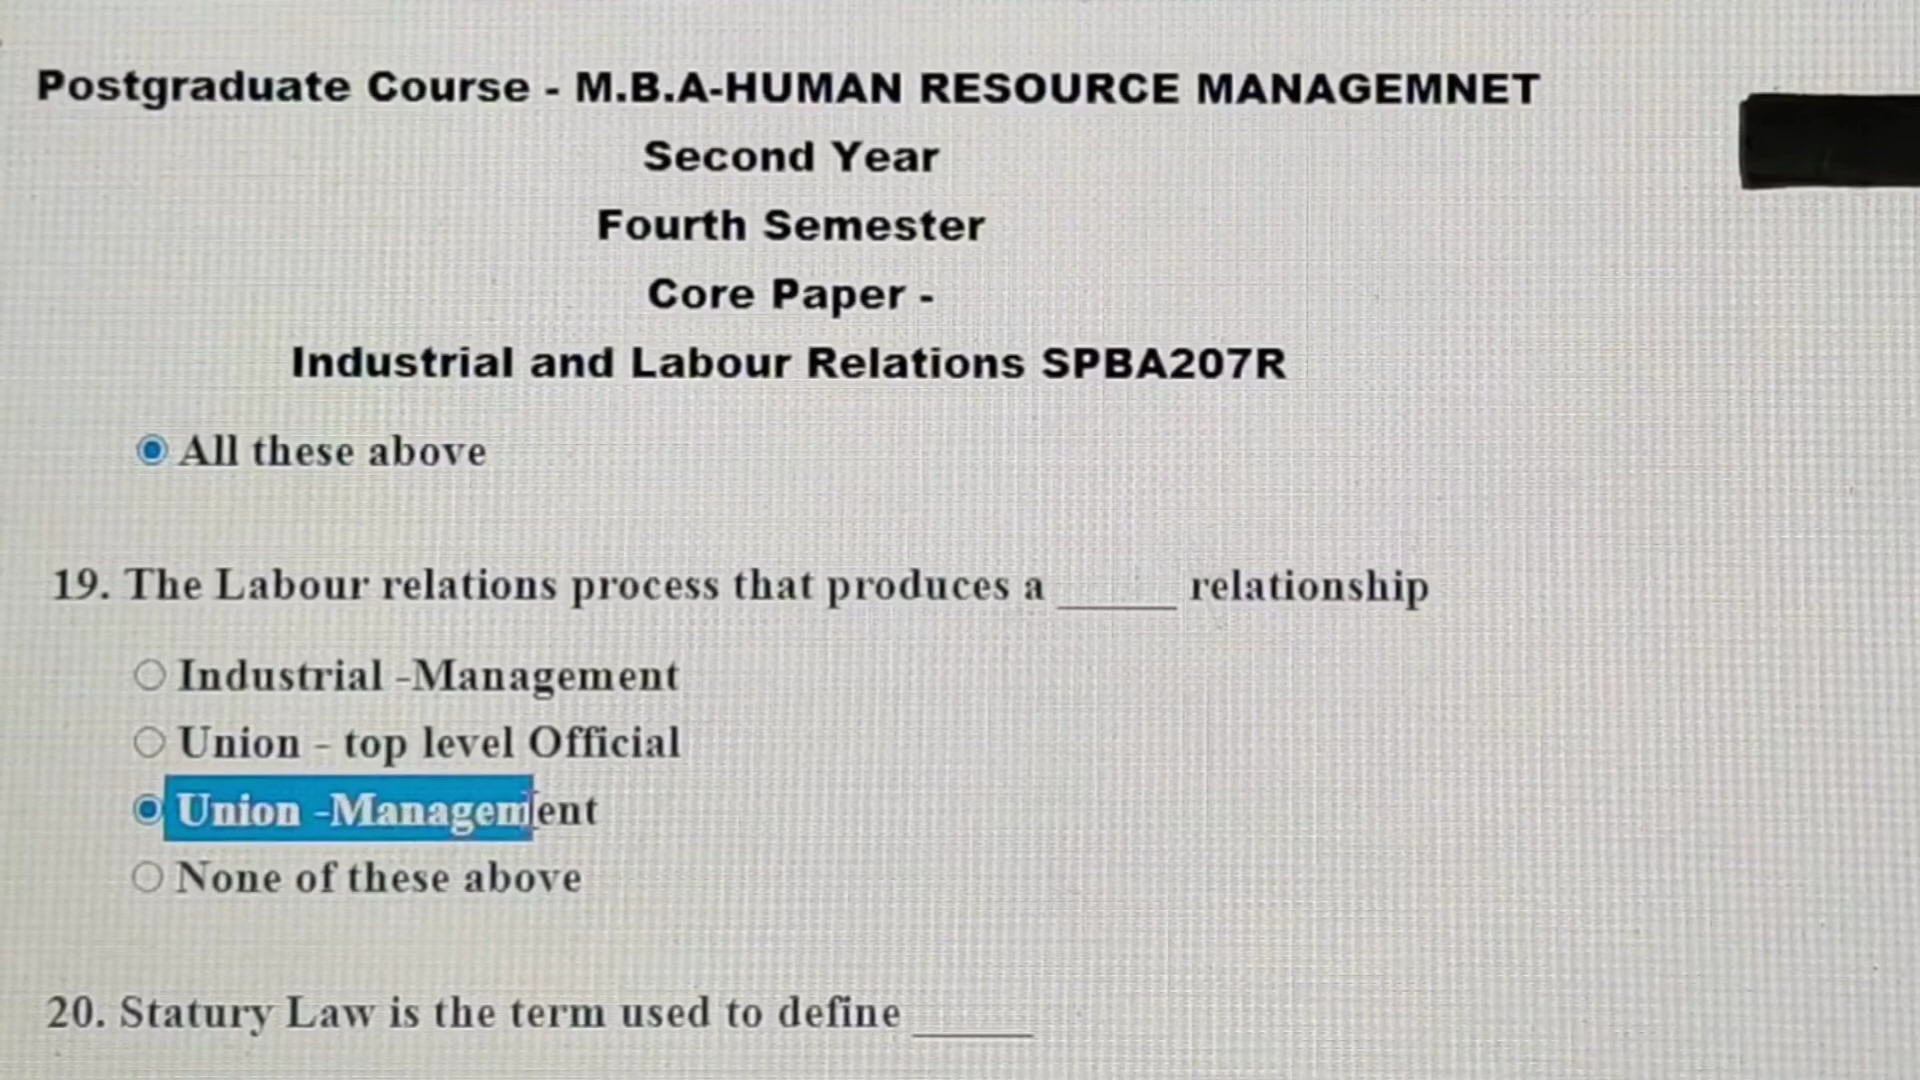 Postgraduate Course - M.B.A-HUMAN RESOURCE MANAGEMNET
Second Year
Fourth Semester
Core Paper -
Industrial and Labour Relations SPBA207R
All these above
19. The Labour relations process that produces a ______ relationship
Industrial -Management
Union - top level Official
Union -Management
None of these above
20. Statury Law is the term used to define ______